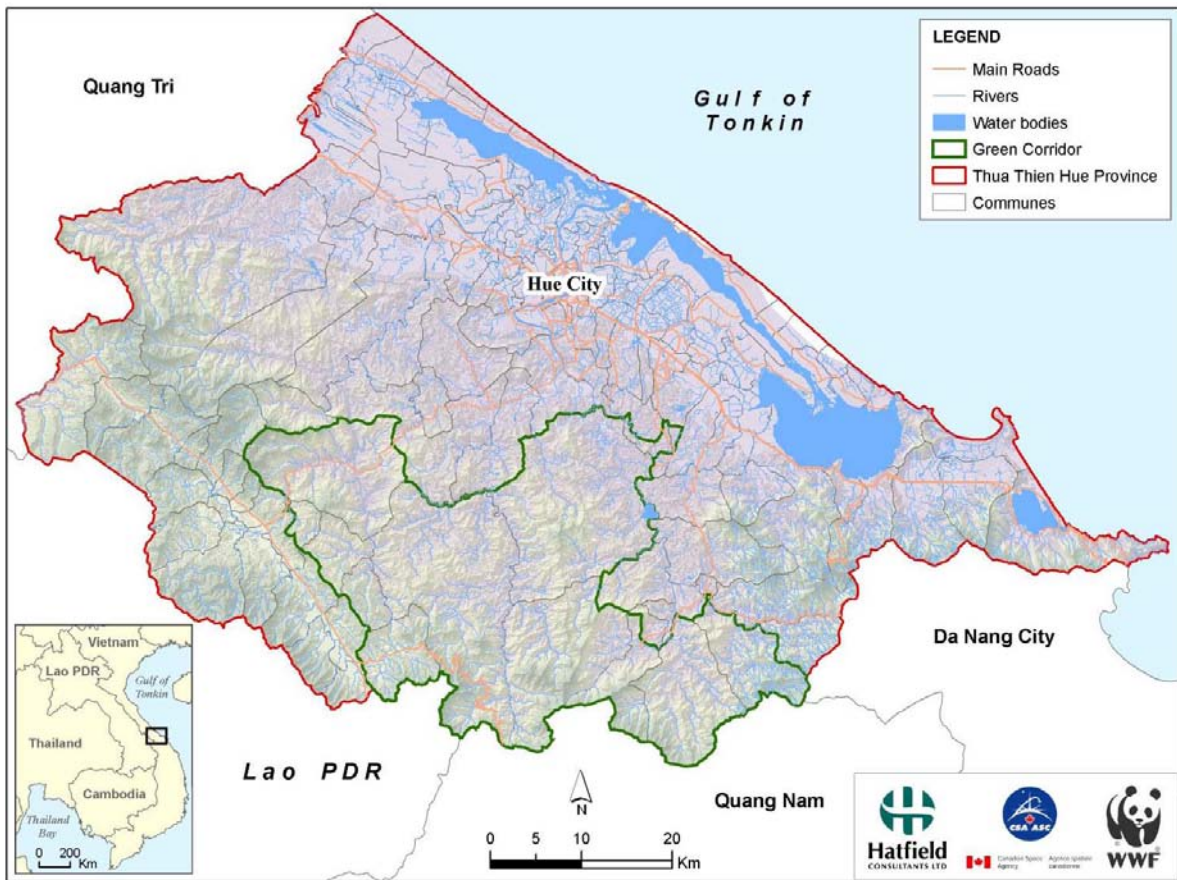 Quang Tri
Gulf of
Tonkin
LEGEND
Main Roads
Rivers
Water bodies
Green Corridor
Thua Thien Hue Province
Communes
Hue City
Da Nang City
Lao PDR
Quang Nam
N
0 5 10 20
Km
Vietnam
Lao PDR
Gulf of
Tonkin
Thailand
Cambodia
Thailand
Bay
0 200
Km
Hatfield
CONSULTANTS LTD
CSA ASC
Canadian Space
Agency
Agence spatiale
canadienne
WWF